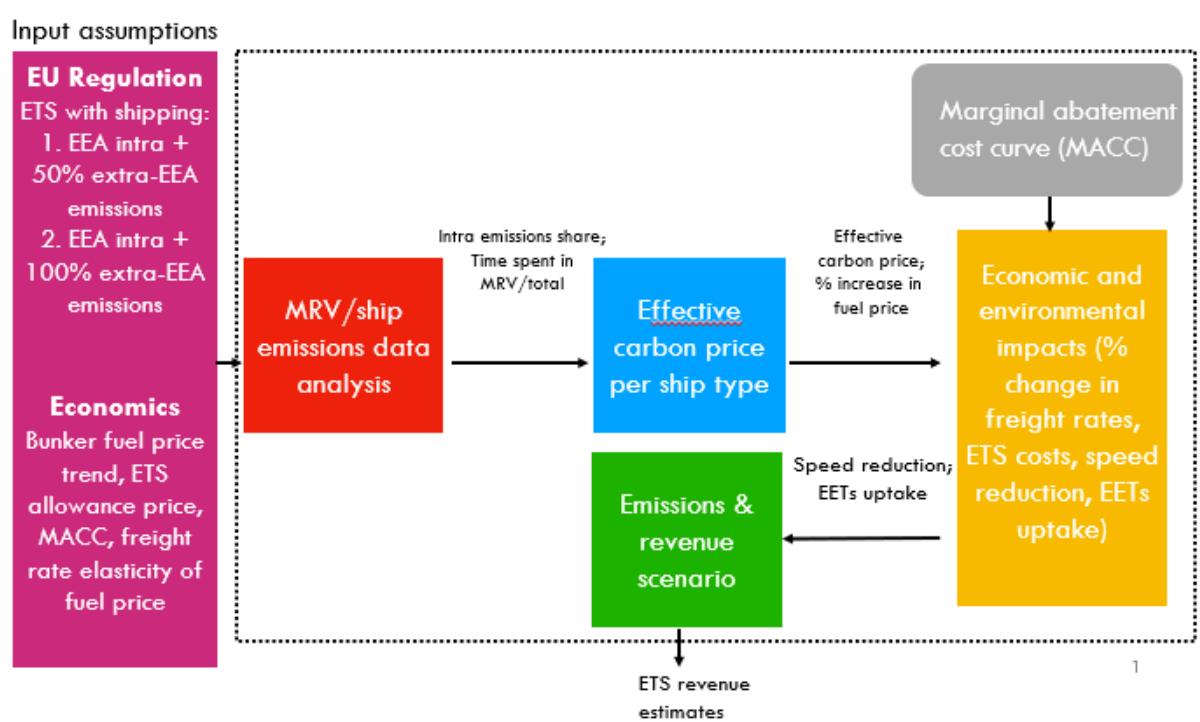 Input assumptions
EU Regulation
ETS with shipping:
1. EEA intra +
50% extra-EEA
emissions
2. EEA intra +
100% extra-EEA
emissions
Economics
Bunker fuel price
trend, ETS
allowance price,
MACC, freight
rate elasticity of
fuel price
MRV/ship
emissions data
analysis
Intra emissions share;
Time spent in
MRV/total
Effective
carbon price
per ship type
Effective
carbon price;
% increase in
fuel price
Marginal abatement
cost curve (MACC)
Economic and
environmental
impacts (%
change in
freight rates,
ETS costs, speed
reduction, EETs
uptake)
Speed reduction;
EETs uptake
Emissions &
revenue
scenario
ETS revenue
estimates
1